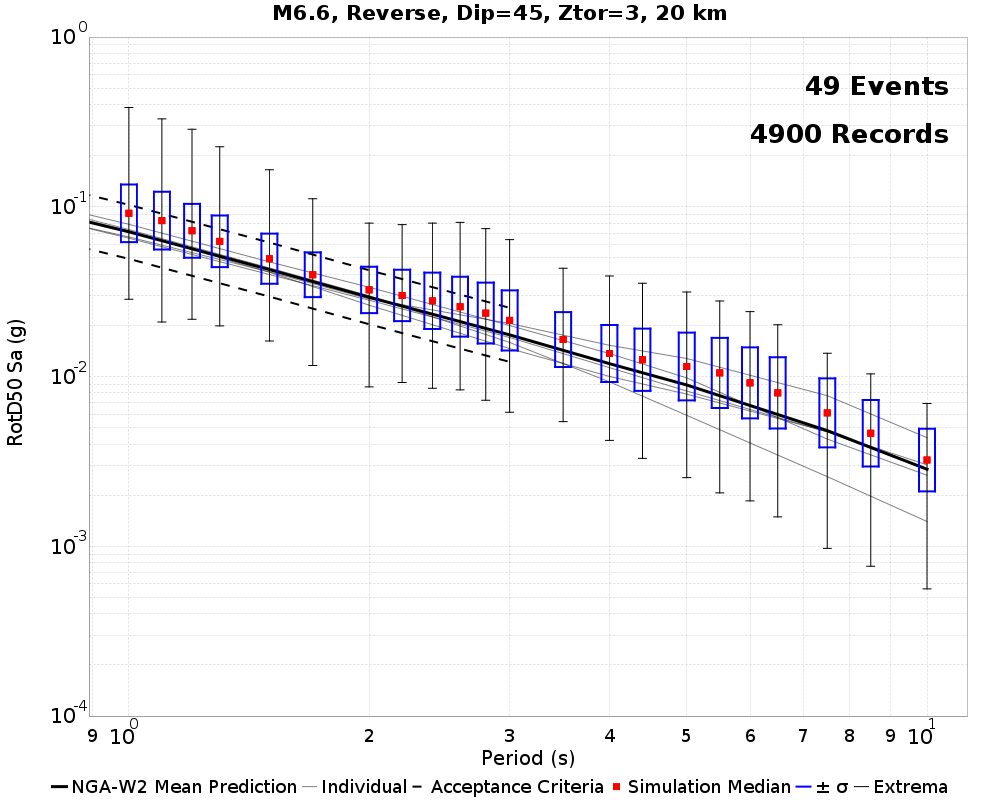 M6.6, Reverse, Dip=45, Ztor=3, 20 km
49 Events
4900 Records
RotD50 Sa (g)
10^0
10^-1
10^-2
10^-3
10^-4
9 10^0 2 3 4 5 6 7 8 9 10^1
Period (s)
NGA-W2 Mean Prediction Individual Acceptance Criteria Simulation Median ± σ Extrema